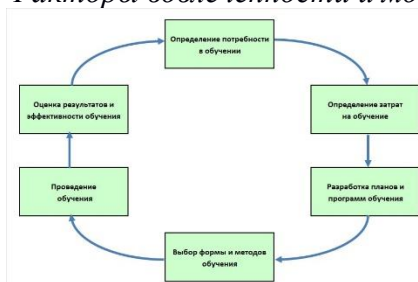 Факторы вовлеченности и мо
Определение потребности
в обучении
Определение затрат
на обучение
Разработка планов и
программ обучения
Выбор формы и методов
обучения
Проведение
обучения
Оценка результатов и
эффективности обучения